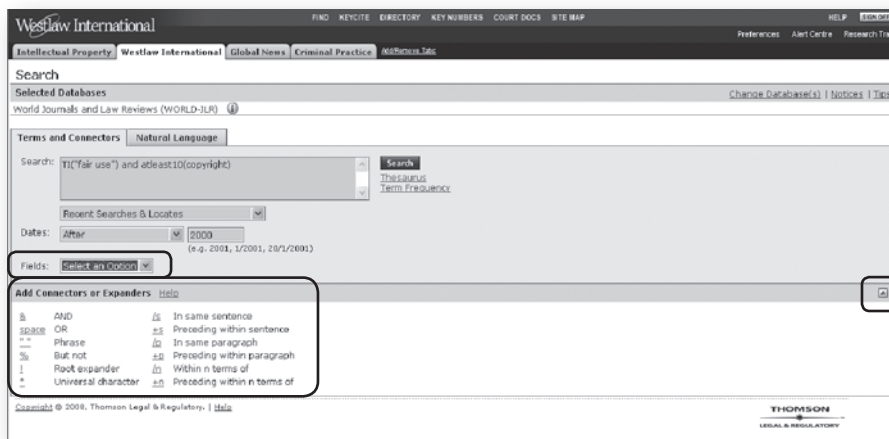 Westlaw International
FIND KEYCITE DIRECTORY KEY NUMBERS COURT DOCS SITE MAP
HELP SIGN OFF
Preferences Alert Centre Research Tra
Intellectual Property Westlaw International Global News Criminal Practice Add/Remove Tabs
Search
Selected Databases
Change Database(s) | Notices | Tips
World Journals and Law Reviews (WORLD-JLR)
Terms and Connectors Natural Language
Search: TI("fair use") and atleast10(copyright)
Search
Thesaurus
Term Frequency
Recent Searches & Locates
Dates: After 2000
(e.g. 2001, 1/2001, 20/1/2001)
Fields: Select an Option
Add Connectors or Expanders Help
& AND /s In same sentence
space OR +s Preceding within sentence
" " Phrase /p In same paragraph
% But not +p Preceding within paragraph
! Root expander /n Within n terms of
* Universal character +n Preceding within n terms of
Copyright © 2008, Thomson Legal & Regulatory. | Help
THOMSON
LEGAL & REGULATORY